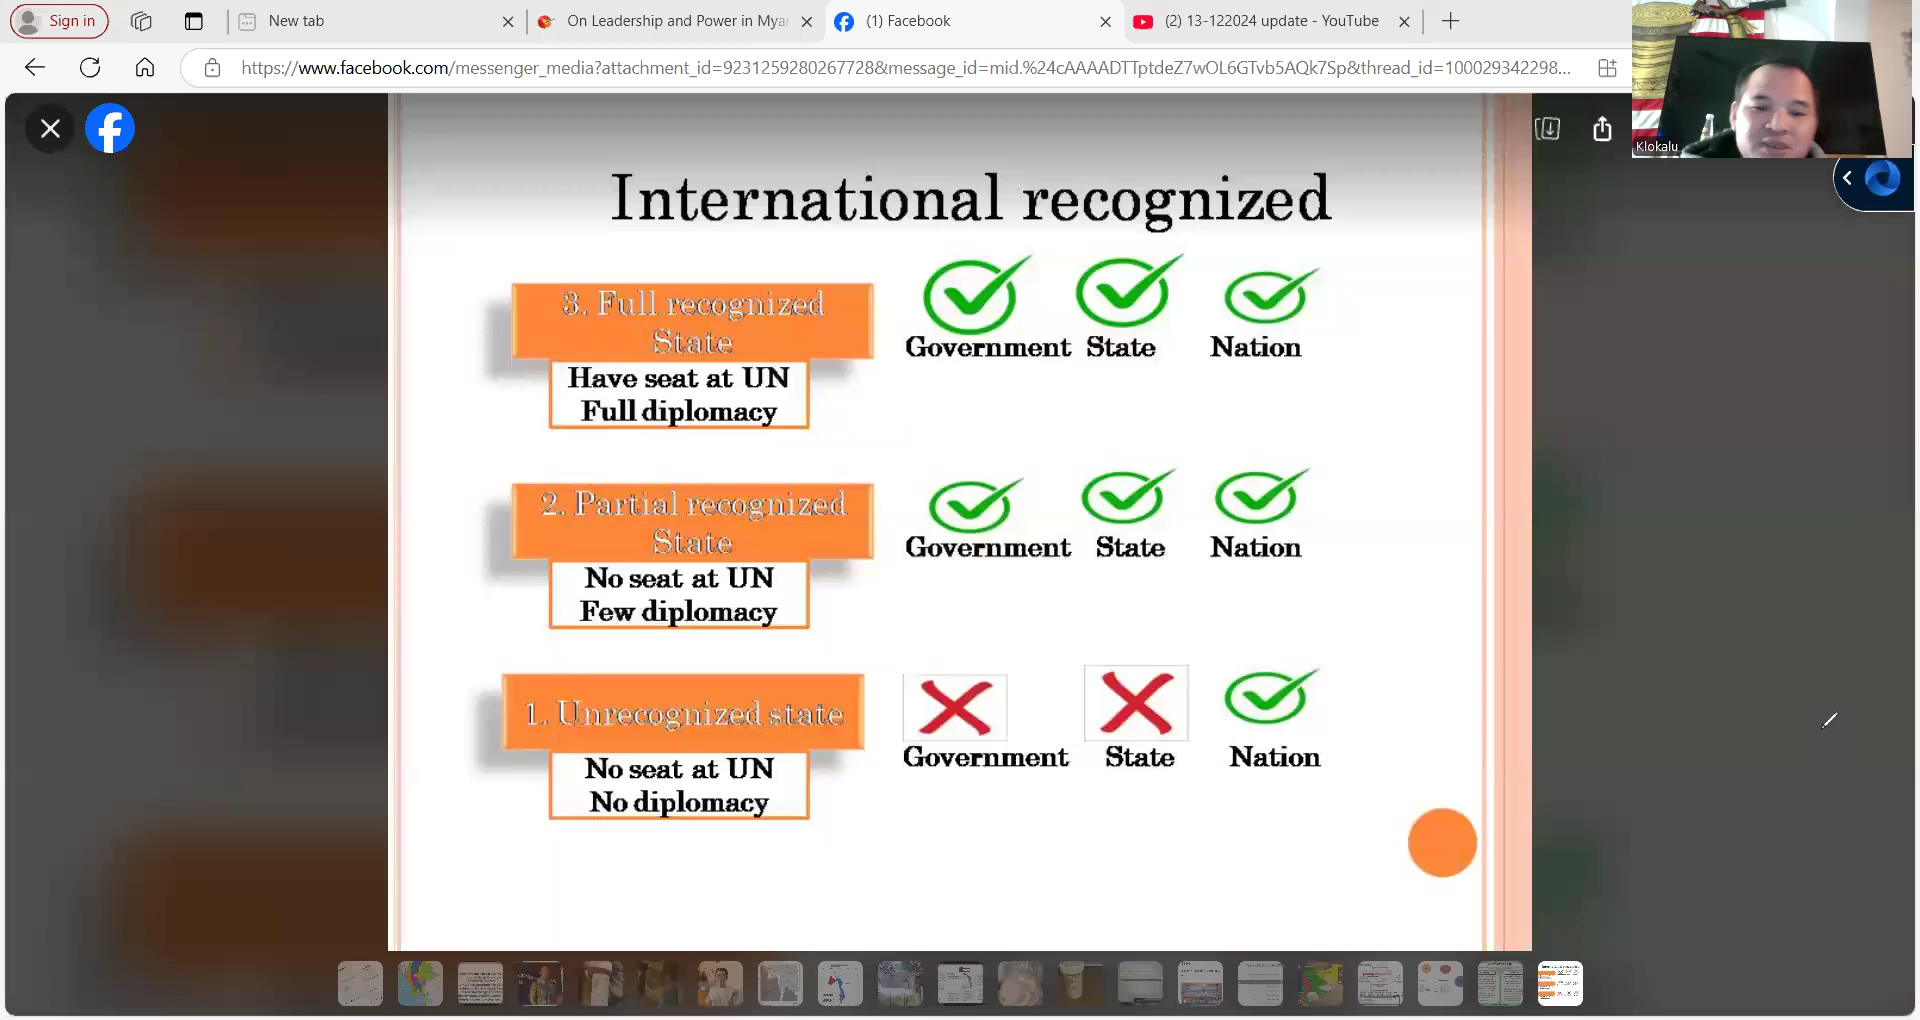 Sign in
New tab
On Leadership and Power in Myan
(1) Facebook
(2) 13-122024 update - YouTube
https://www.facebook.com/messenger_media?attachment_id=9231259280267728&message_id=mid.%24cAAAADTTptdeZ7wOL6GTvb5AQk7Sp&thread_id=100029342298...
Klokalu
International recognized
3. Full recognized
State
Have seat at UN
Full diplomacy
Government State Nation
2. Partial recognized
State
No seat at UN
Few diplomacy
Government State Nation
1. Unrecognized state
No seat at UN
No diplomacy
Government State Nation